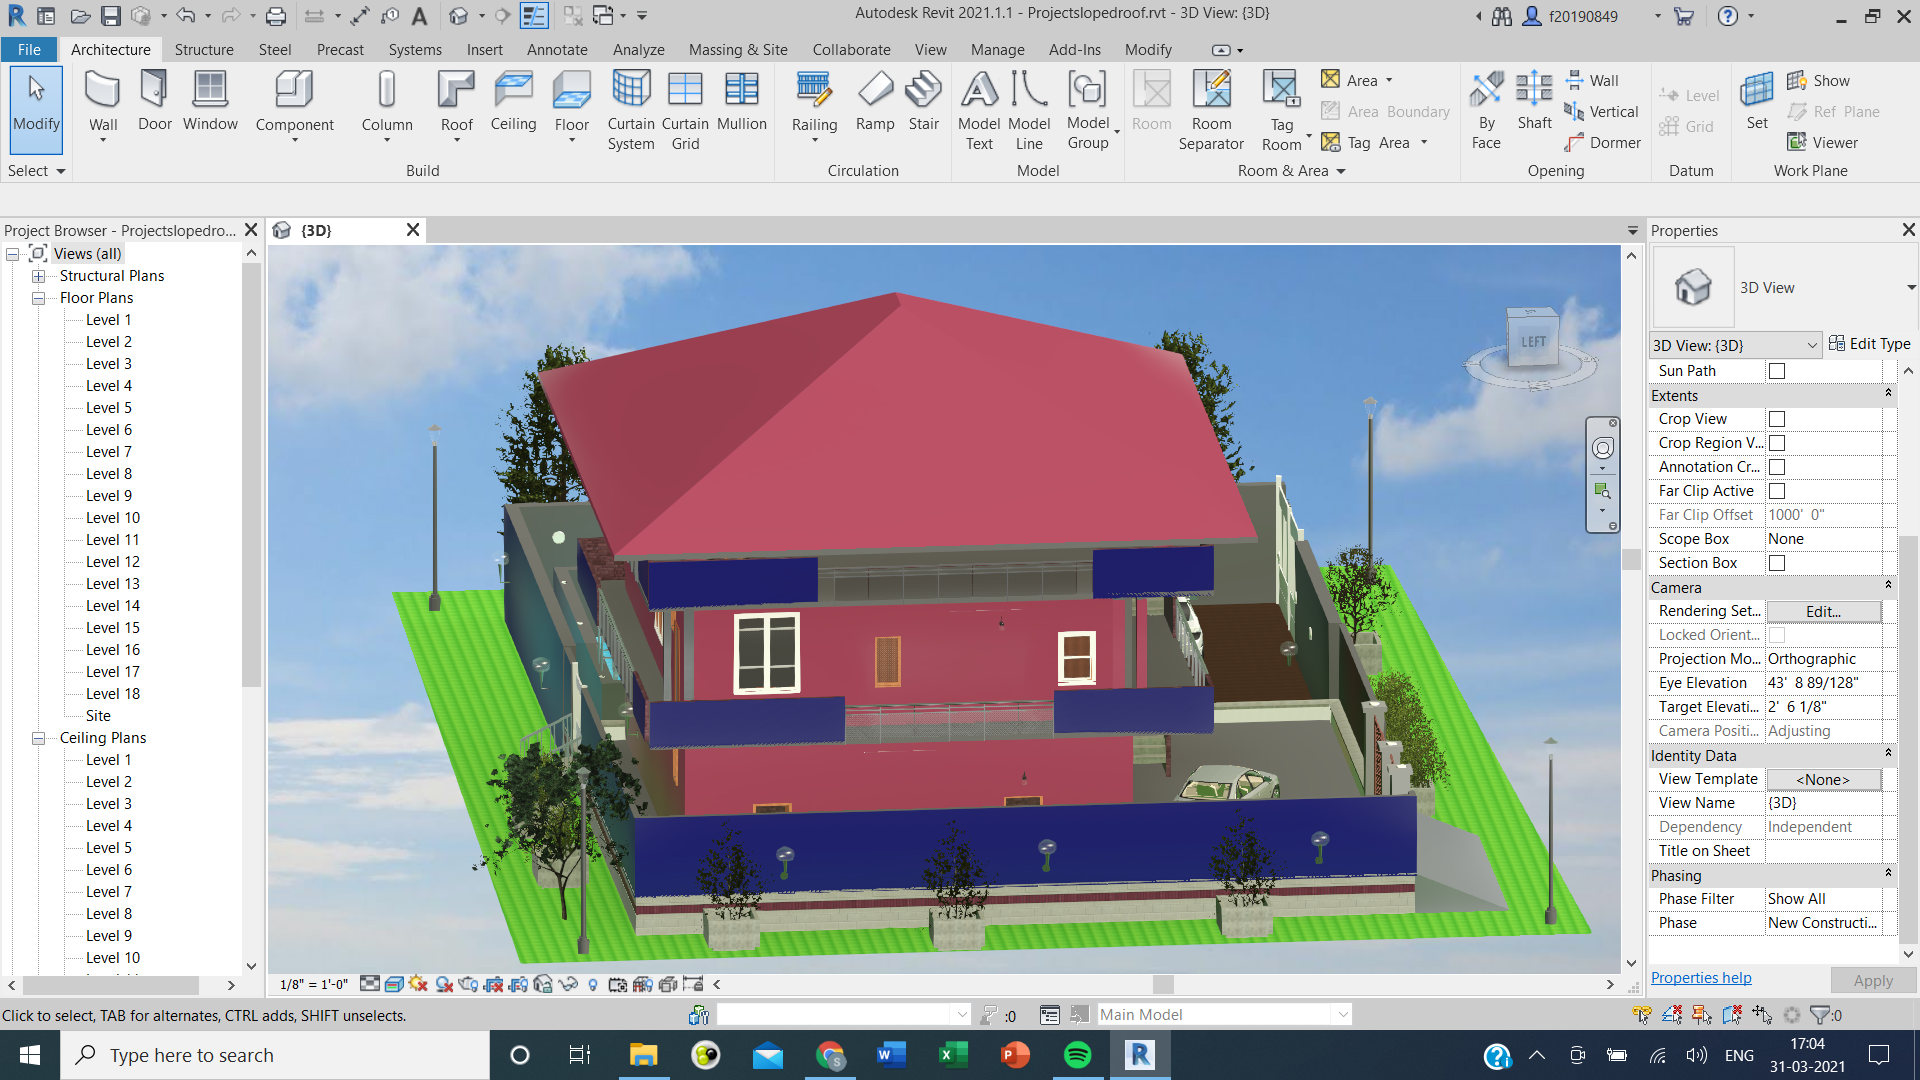 Autodesk Revit 2021.1.1 - Projectslopedroof.rvt - 3D View: {3D}
f20190849
File Architecture Structure Steel Precast Systems Insert Annotate Analyze Massing & Site Collaborate View Manage Add-Ins Modify
Modify
Wall Door Window Component Column Roof Ceiling Floor Curtain System Curtain Grid Mullion
Railing Ramp Stair
Model Text Model Line Model Group
Room Room Separator Tag Room
Area
Area Boundary
Tag Area
By Face Shaft
Wall
Vertical
Dormer
Level
Grid
Set
Show
Ref Plane
Viewer
Select Build Circulation Model Room & Area Opening Datum Work Plane
Project Browser - Projectslopedro...
Views (all)
Structural Plans
Floor Plans
Level 1
Level 2
Level 3
Level 4
Level 5
Level 6
Level 7
Level 8
Level 9
Level 10
Level 11
Level 12
Level 13
Level 14
Level 15
Level 16
Level 17
Level 18
Site
Ceiling Plans
Level 1
Level 2
Level 3
Level 4
Level 5
Level 6
Level 7
Level 8
Level 9
Level 10
{3D}
LEFT
Properties
3D View
3D View: {3D} Edit Type
Sun Path
Extents
Crop View
Crop Region V...
Annotation Cr...
Far Clip Active
Far Clip Offset 1000' 0"
Scope Box None
Section Box
Camera
Rendering Set... Edit...
Locked Orient...
Projection Mo... Orthographic
Eye Elevation 43' 8 89/128"
Target Elevati... 2' 6 1/8"
Camera Positi... Adjusting
Identity Data
View Template <None>
View Name {3D}
Dependency Independent
Title on Sheet
Phasing
Phase Filter Show All
Phase New Constructi...
Properties help Apply
1/8" = 1'-0"
Click to select, TAB for alternates, CTRL adds, SHIFT unselects.
:0
Main Model
:0
Type here to search
ENG
17:04
31-03-2021